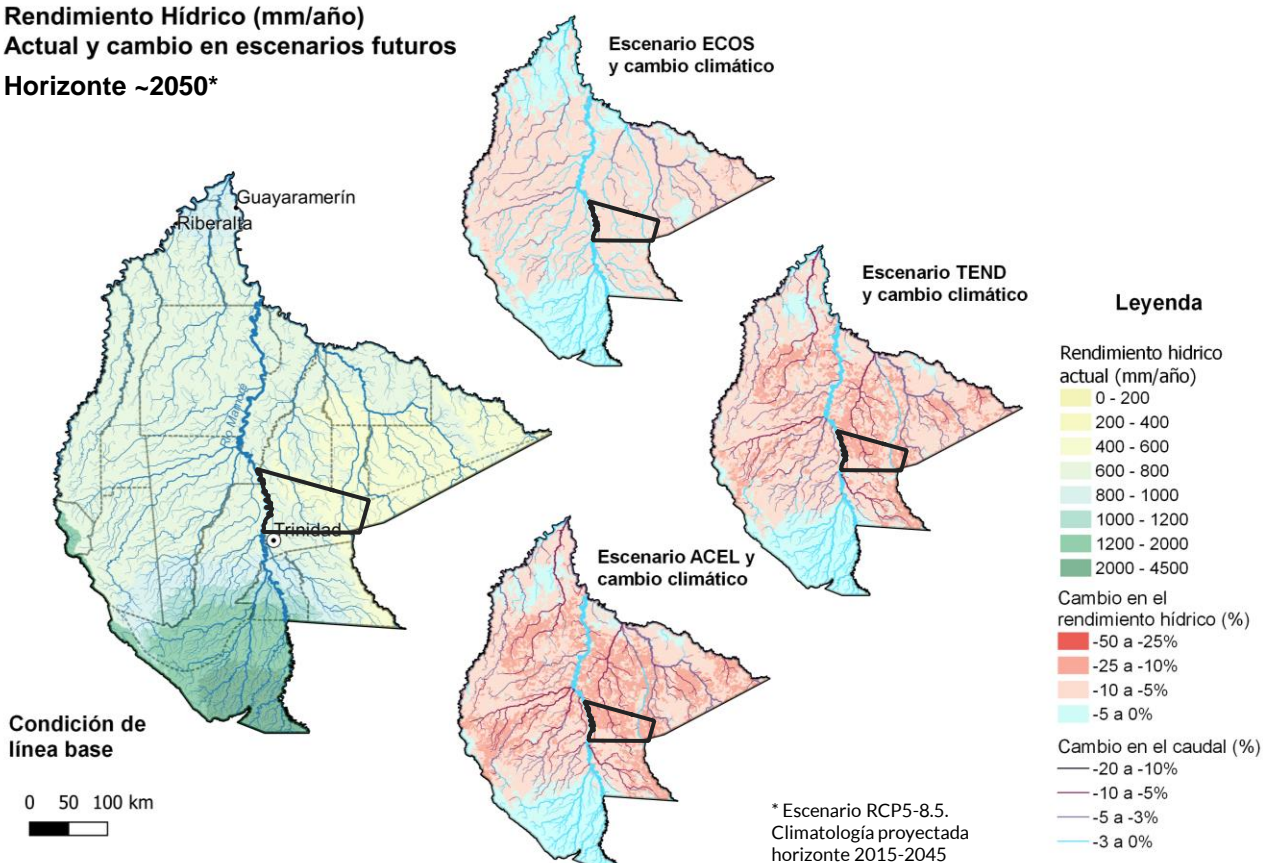 Rendimiento Hídrico (mm/año)
Actual y cambio en escenarios futuros
Horizonte ~2050*
Escenario ECOS
y cambio climático
Guayaramerín
Riberalta
Río Mamoré
Trinidad
Escenario TEND
y cambio climático
Escenario ACEL y
cambio climático
Condición de
línea base
0 50 100 km
* Escenario RCP5-8.5.
Climatología proyectada
horizonte 2015-2045
Leyenda
Rendimiento hidrico
actual (mm/año)
0 - 200
200 - 400
400 - 600
600 - 800
800 - 1000
1000 - 1200
1200 - 2000
2000 - 4500
Cambio en el
rendimiento hídrico (%)
-50 a -25%
-25 a -10%
-10 a -5%
-5 a 0%
Cambio en el caudal (%)
-20 a -10%
-10 a -5%
-5 a -3%
-3 a 0%